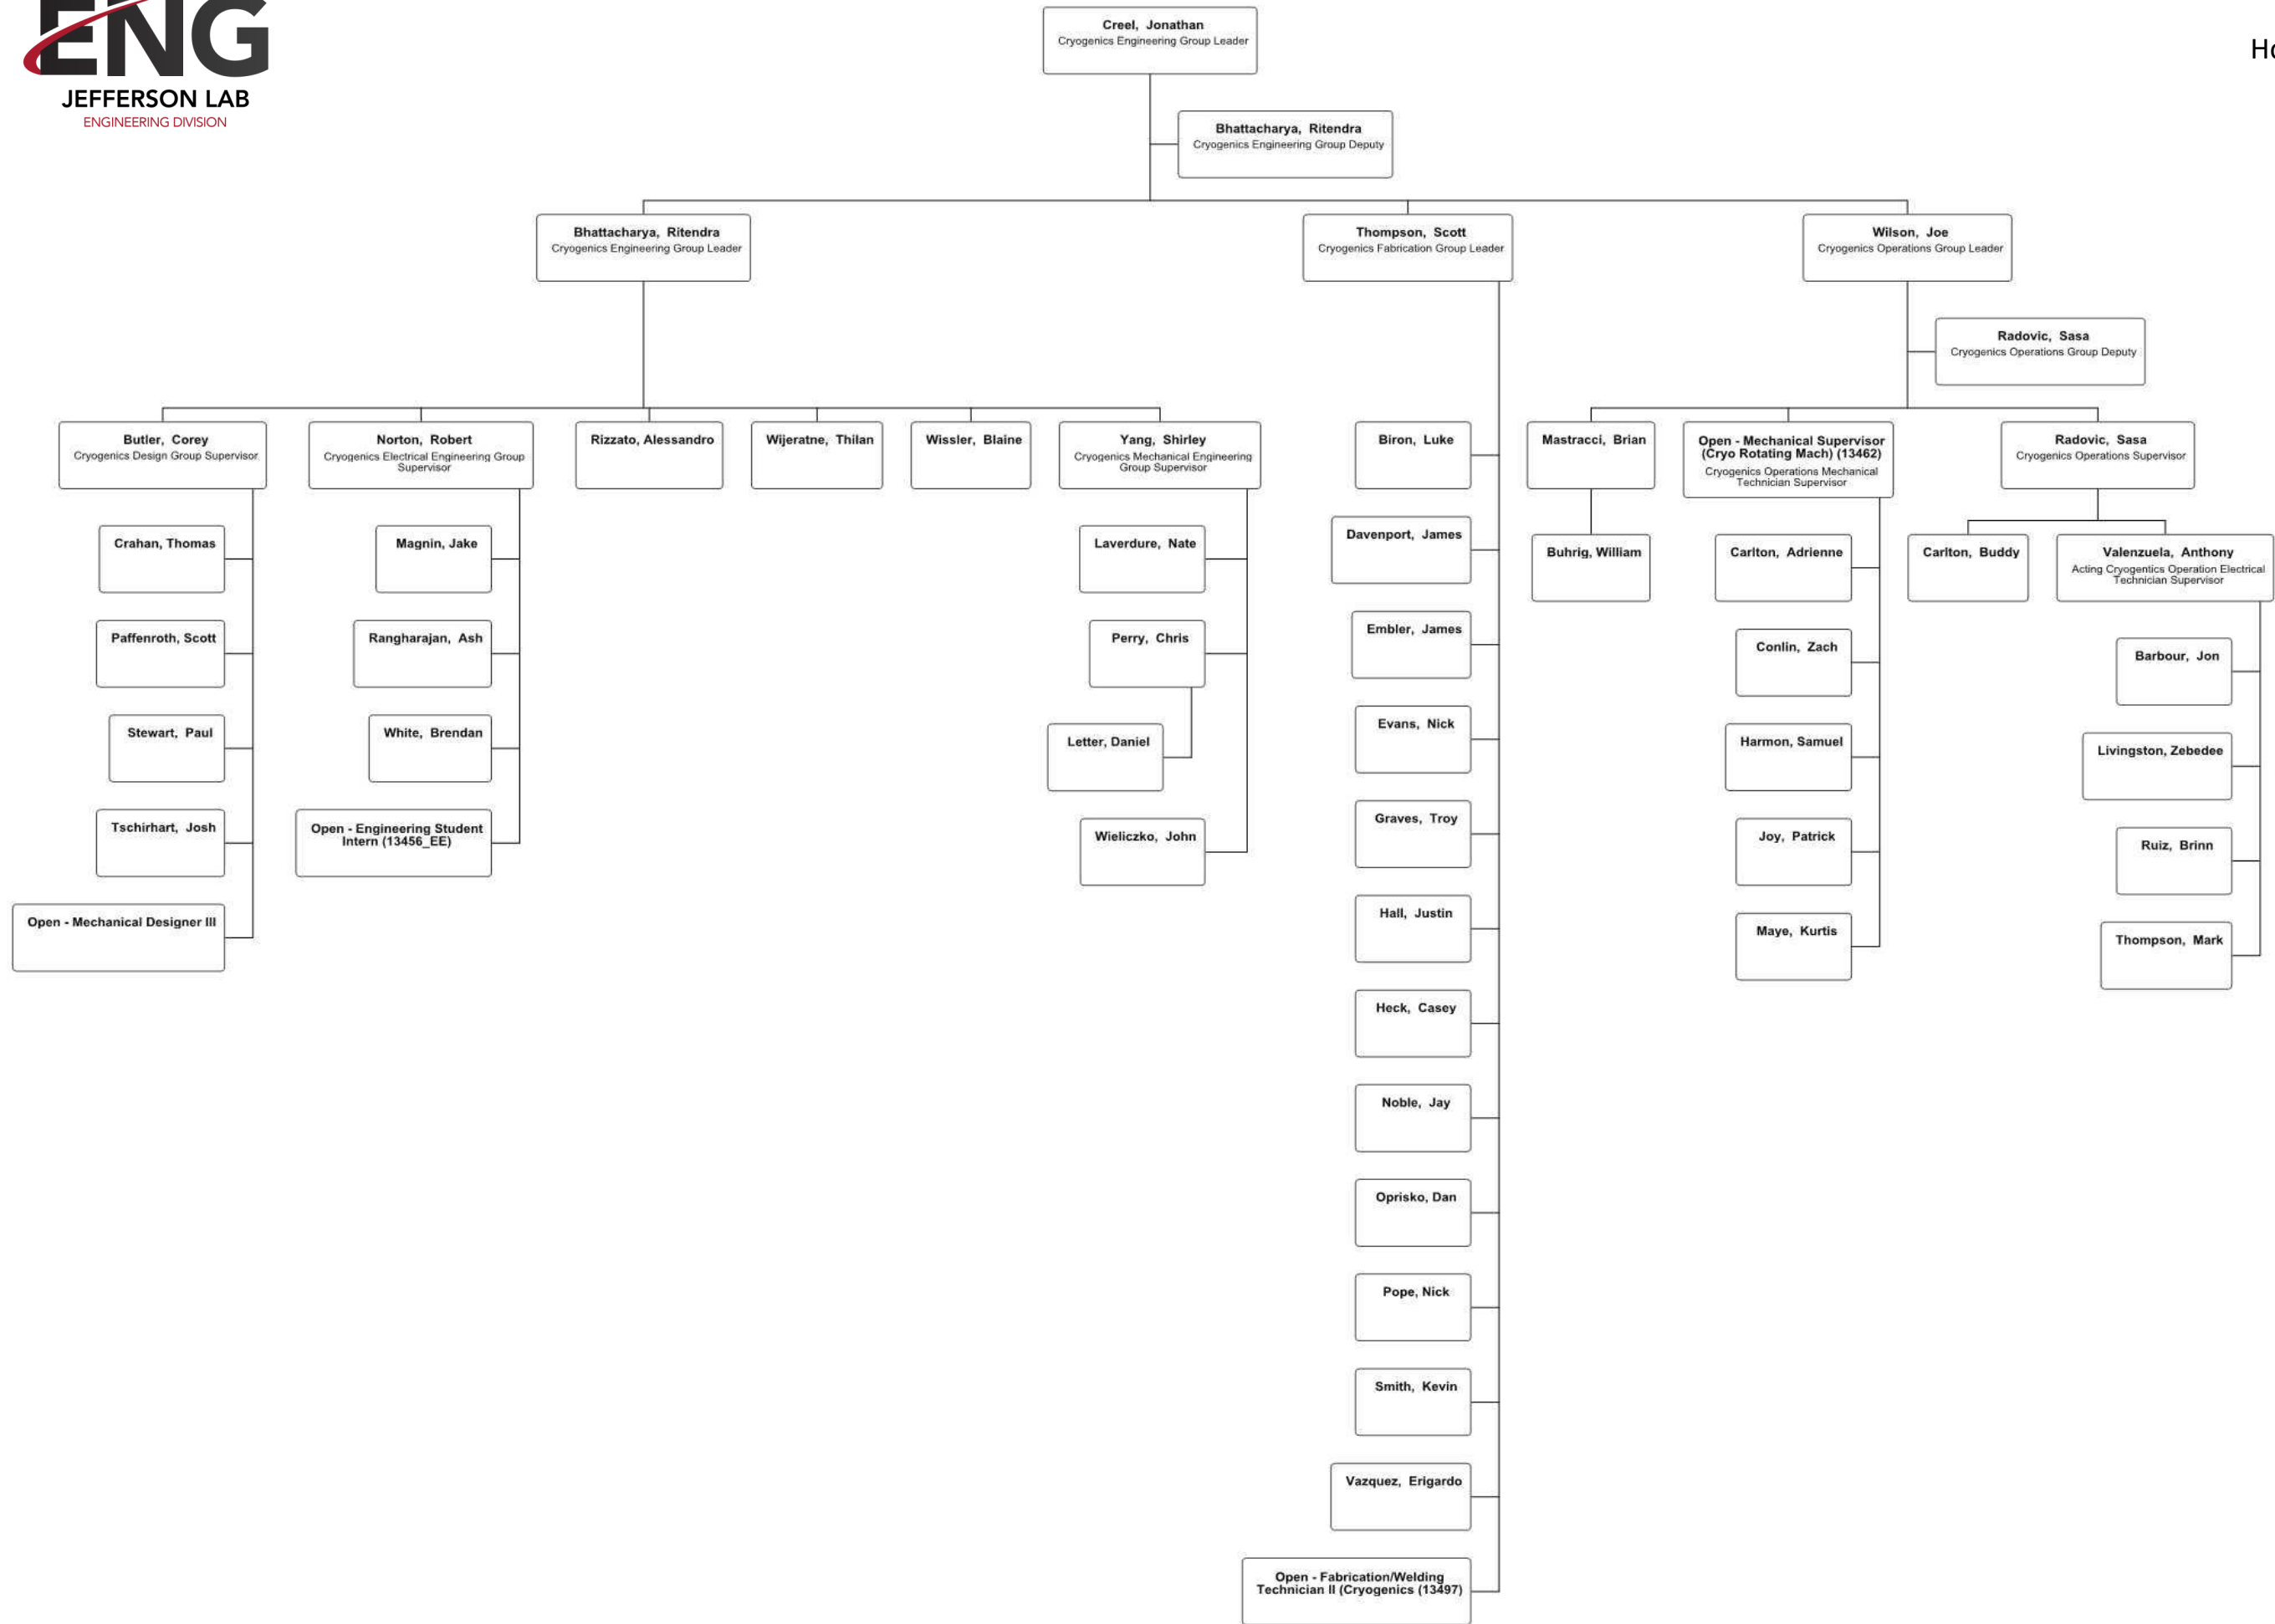 ENG
JEFFERSON LAB
ENGINEERING DIVISION
Creel, Jonathan
Cryogenics Engineering Group Leader
Bhattacharya, Ritendra
Cryogenics Engineering Group Deputy
Bhattacharya, Ritendra
Cryogenics Engineering Group Leader
Thompson, Scott
Cryogenics Fabrication Group Leader
Wilson, Joe
Cryogenics Operations Group Leader
Radovic, Sasa
Cryogenics Operations Group Deputy
Butler, Corey
Cryogenics Design Group Supervisor
Norton, Robert
Cryogenics Electrical Engineering Group
Supervisor
Rizzato, Alessandro
Wijeratne, Thilan
Wissler, Blaine
Yang, Shirley
Cryogenics Mechanical Engineering
Group Supervisor
Biron, Luke
Mastracci, Brian
Open - Mechanical Supervisor
(Cryo Rotating Mach) (13462)
Cryogenics Operations Mechanical
Technician Supervisor
Radovic, Sasa
Cryogenics Operations Supervisor
Crahan, Thomas
Paffenroth, Scott
Stewart, Paul
Tschirhart, Josh
Open - Mechanical Designer III
Magnin, Jake
Rangharajan, Ash
White, Brendan
Open - Engineering Student
Intern (13456_EE)
Laverdure, Nate
Perry, Chris
Letter, Daniel
Wieliczko, John
Davenport, James
Embler, James
Evans, Nick
Graves, Troy
Hall, Justin
Heck, Casey
Noble, Jay
Oprisko, Dan
Pope, Nick
Smith, Kevin
Vazquez, Erigardo
Open - Fabrication/Welding
Technician II (Cryogenics (13497)
Buhrig, William
Carlton, Adrienne
Conlin, Zach
Harmon, Samuel
Joy, Patrick
Maye, Kurtis
Carlton, Buddy
Valenzuela, Anthony
Acting Cryogentics Operation Electrical
Technician Supervisor
Barbour, Jon
Livingston, Zebedee
Ruiz, Brinn
Thompson, Mark